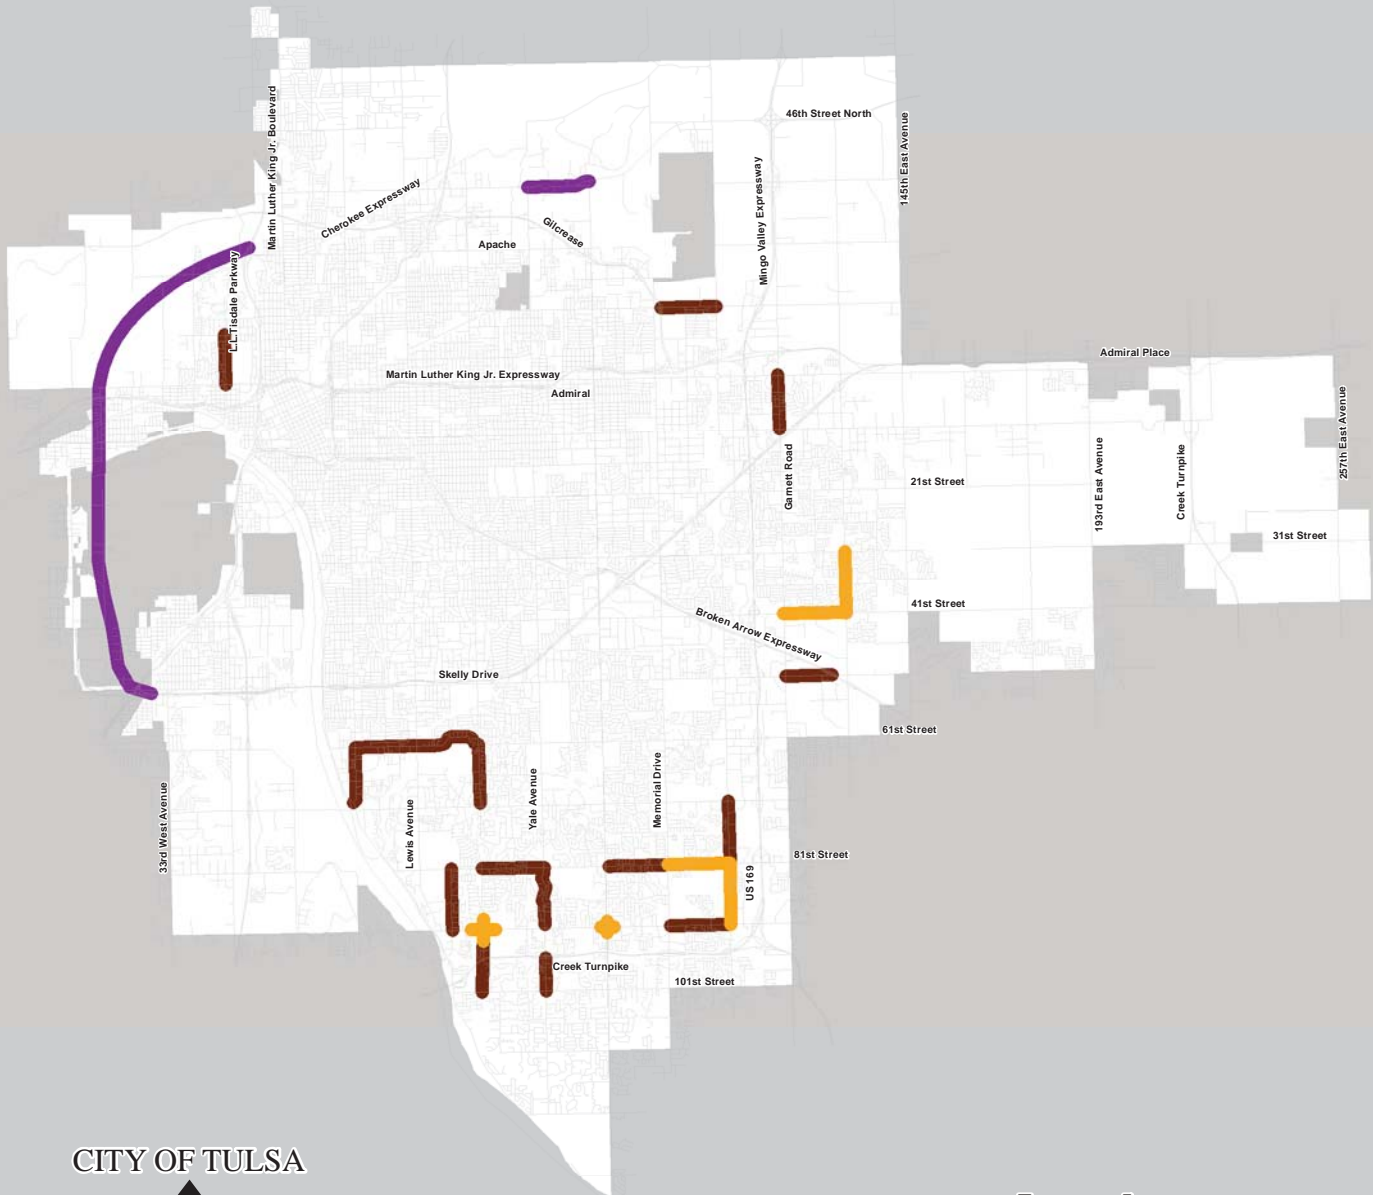 46th Street North
Martin Luther King Jr. Boulevard
145th East Avenue
Mingo Valley Expressway
Cherokee Expressway
Gilcrease
Apache
L.L.Tisdale Parkway
Admiral Place
Martin Luther King Jr. Expressway
Admiral
257th East Avenue
Garnett Road
193rd East Avenue
Creek Turnpike
21st Street
31st Street
41st Street
Broken Arrow Expressway
Skelly Drive
61st Street
33rd West Avenue
Lewis Avenue
Yale Avenue
Memorial Drive
81st Street
US 169
Creek Turnpike
101st Street
CITY OF TULSA